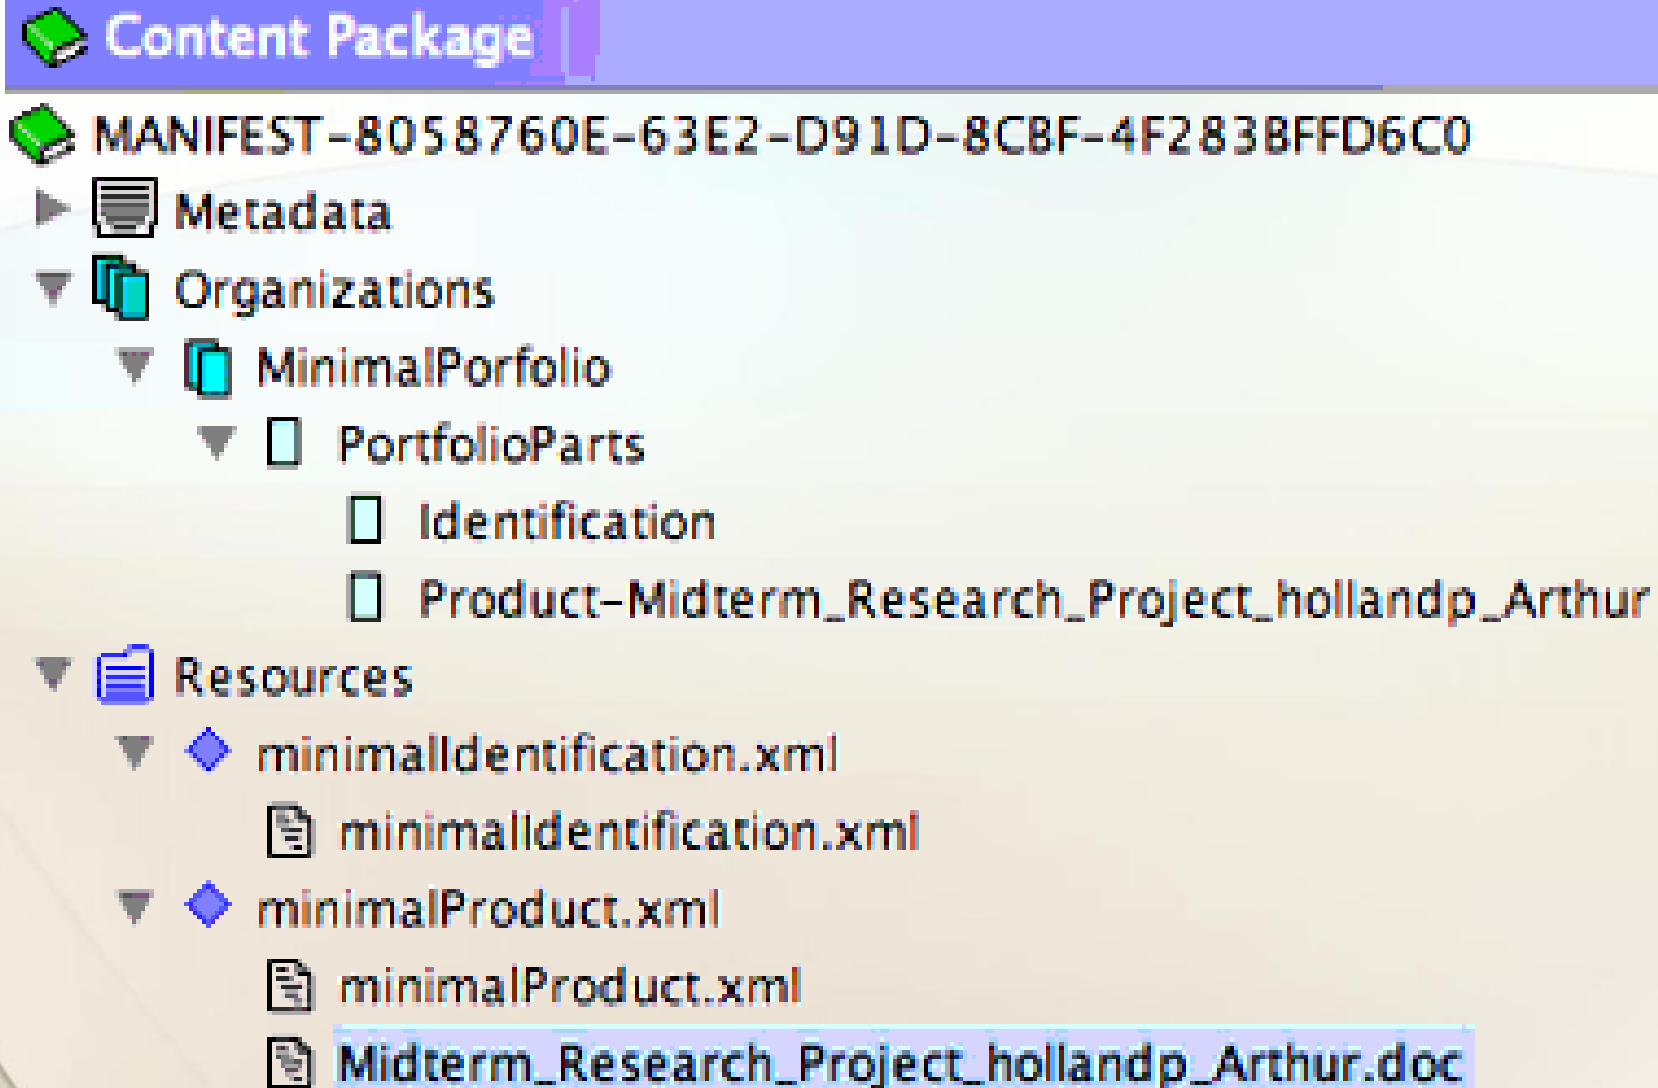 Content Package
MANIFEST-8058760E-63E2-D91D-8CBF-4F283BFFD6C0
Metadata
Organizations
MinimalPorfolio
PortfolioParts
Identification
Product-Midterm_Research_Project_hollandp_Arthur
Resources
minimalIdentification.xml
minimalIdentification.xml
minimalProduct.xml
minimalProduct.xml
Midterm_Research_Project_hollandp_Arthur.doc